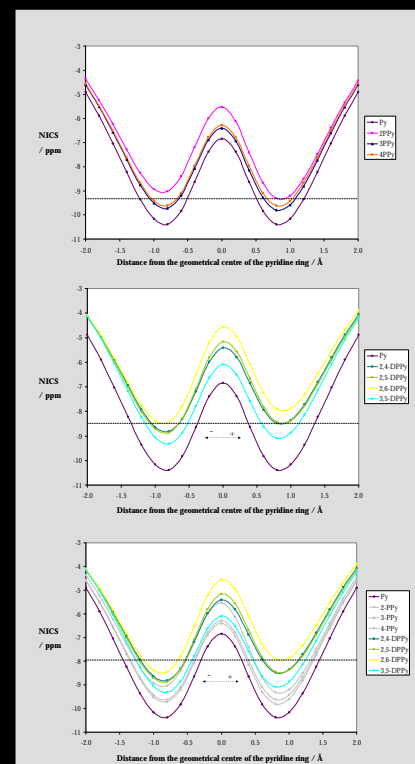 -3
-4
-5
-6
-7
-8
-9
-10
-11
NICS
/ ppm
-2.0 -1.5 -1.0 -0.5 0.0 0.5 1.0 1.5 2.0
Distance from the geometrical centre of the pyridine ring / Å
Py
2PPy
3PPy
4PPy
-3
-4
-5
-6
-7
-8
-9
-10
-11
NICS
/ ppm
- +
-2.0 -1.5 -1.0 -0.5 0.0 0.5 1.0 1.5 2.0
Distance from the geometrical centre of the pyridine ring / Å
Py
2,4-DPPy
2,5-DPPy
2,6-DPPy
3,5-DPPy
-3
-4
-5
-6
-7
-8
-9
-10
-11
NICS
/ ppm
- +
-2.0 -1.5 -1.0 -0.5 0.0 0.5 1.0 1.5 2.0
Distance from the geometrical centre of the pyridine ring / Å
Py
2-PPy
3-PPy
4-PPy
2,4-DPPy
2,5-DPPy
2,6-DPPy
3,5-DPPy